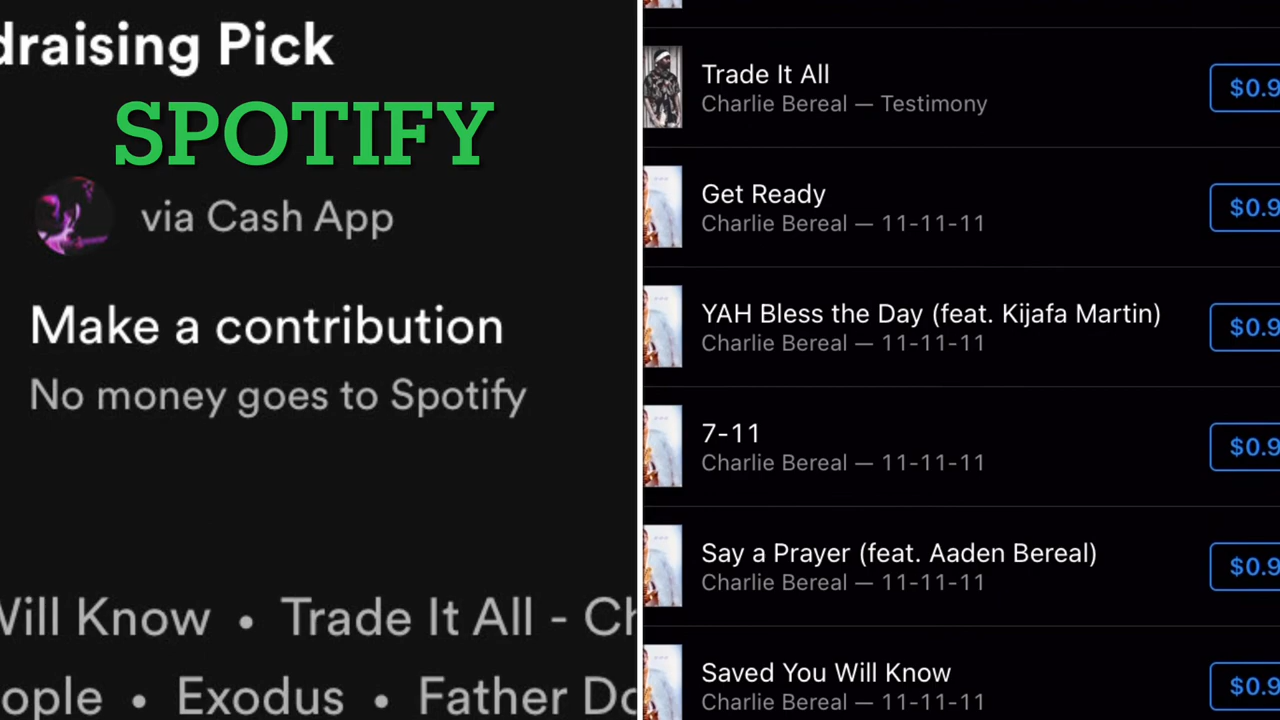 draising Pick
SPOTIFY
via Cash App
Make a contribution
No money goes to Spotify
Will Know • Trade It All - Ch
ople • Exodus • Father Do
Trade It All
Charlie Bereal — Testimony
$0.9
Get Ready
Charlie Bereal — 11-11-11
$0.9
YAH Bless the Day (feat. Kijafa Martin)
Charlie Bereal — 11-11-11
$0.9
7-11
Charlie Bereal — 11-11-11
$0.9
Say a Prayer (feat. Aaden Bereal)
Charlie Bereal — 11-11-11
$0.9
Saved You Will Know
Charlie Bereal — 11-11-11
$0.9